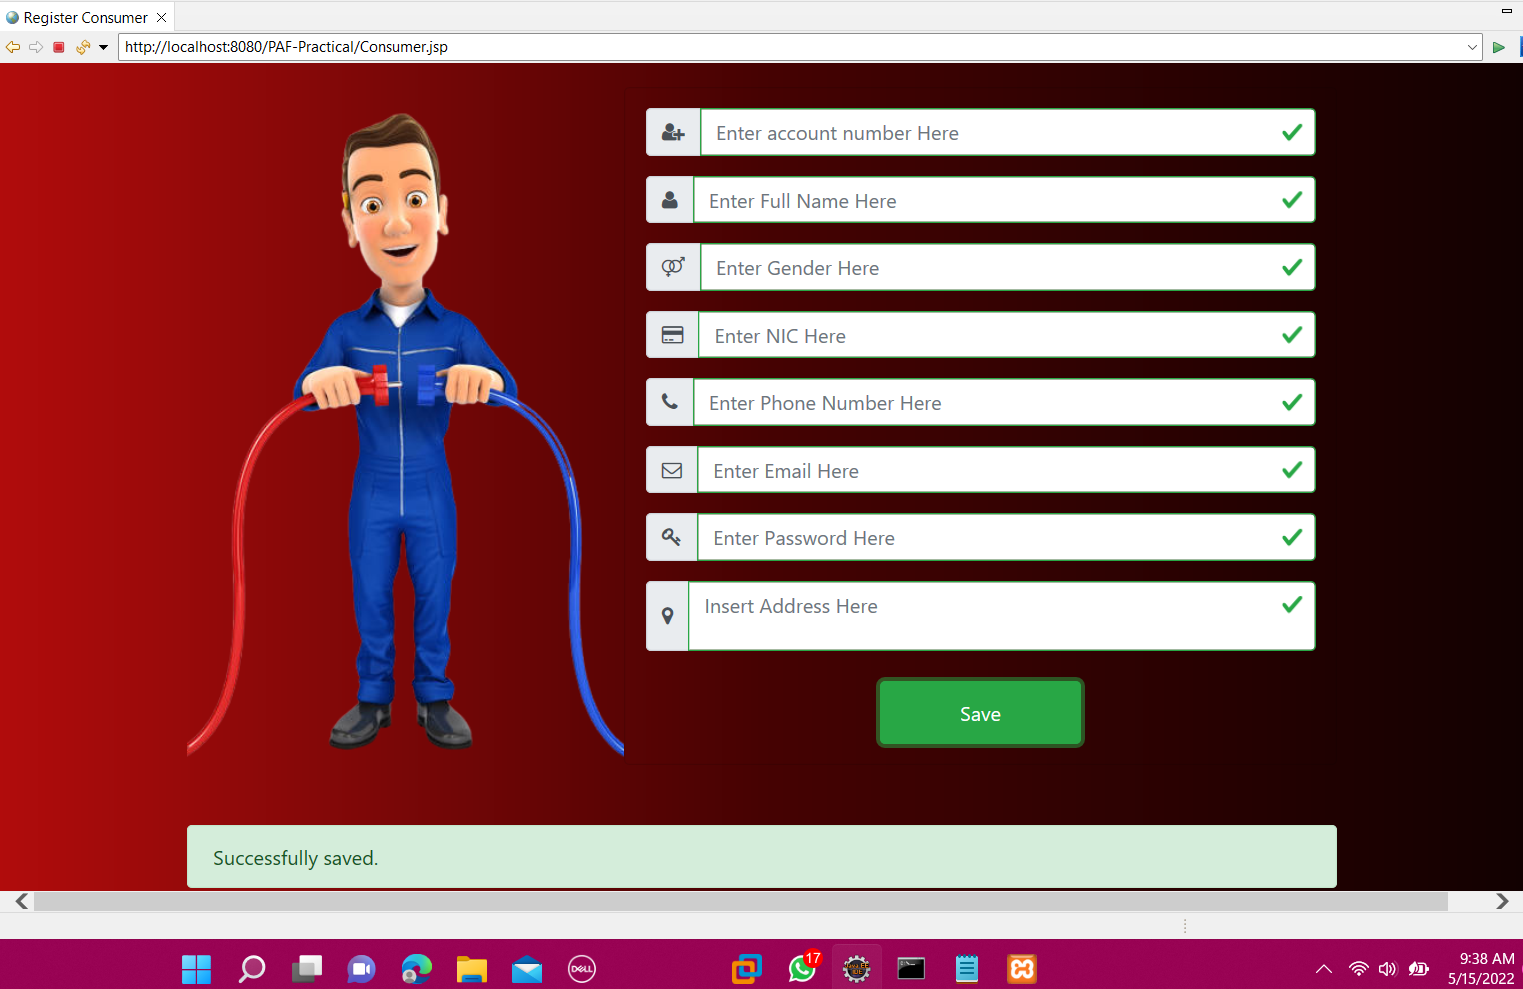 Register Consumer
http://localhost:8080/PAF-Practical/Consumer.jsp
Enter account number Here
Enter Full Name Here
Enter Gender Here
Enter NIC Here
Enter Phone Number Here
Enter Email Here
Enter Password Here
Insert Address Here
Save
Successfully saved.
DELL
17
9:38 AM
5/15/2022